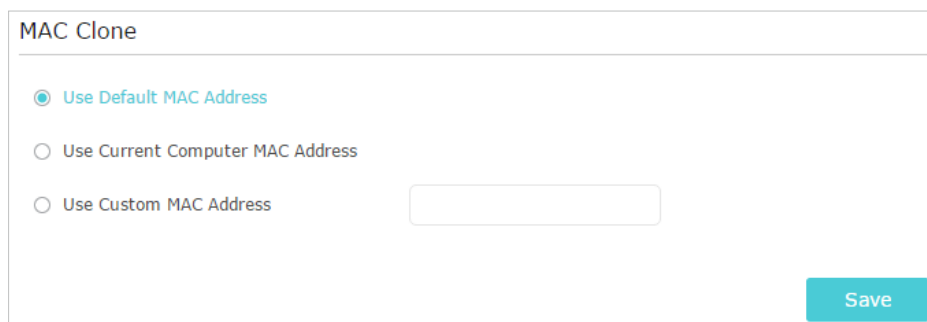 MAC Clone
Use Default MAC Address
Use Current Computer MAC Address
Use Custom MAC Address
Save